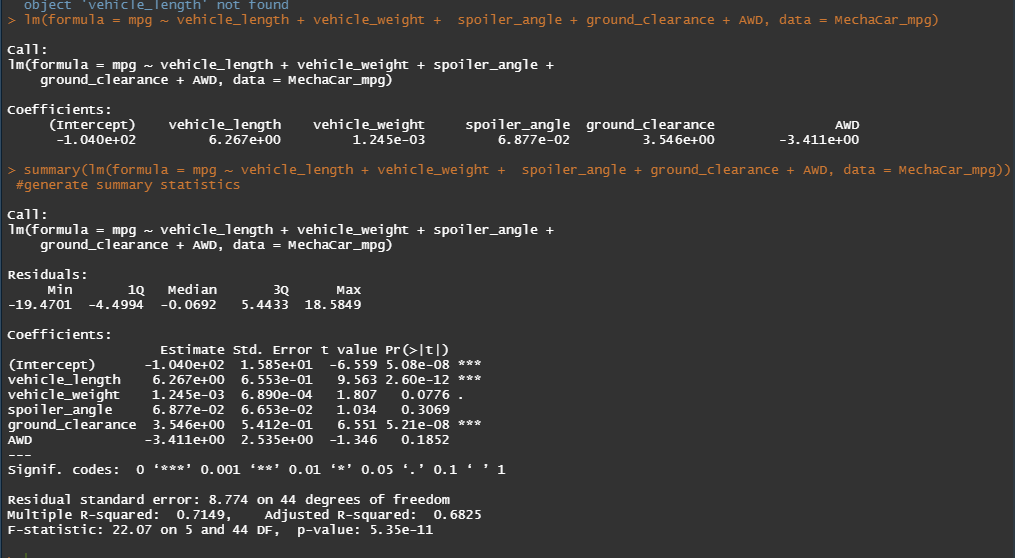 object 'vehicle_length' not found
> lm(formula = mpg ~ vehicle_length + vehicle_weight +  spoiler_angle + ground_clearance + AWD, data = MechaCar_mpg)
Call:
lm(formula = mpg ~ vehicle_length + vehicle_weight + spoiler_angle +
    ground_clearance + AWD, data = MechaCar_mpg)
Coefficients:
     (Intercept)    vehicle_length    vehicle_weight     spoiler_angle  ground_clearance               AWD
      -1.040e+02         6.267e+00         1.245e-03         6.877e-02         3.546e+00        -3.411e+00
> summary(lm(formula = mpg ~ vehicle_length + vehicle_weight +  spoiler_angle + ground_clearance + AWD, data = MechaCar_mpg))
 #generate summary statistics
Call:
lm(formula = mpg ~ vehicle_length + vehicle_weight + spoiler_angle +
    ground_clearance + AWD, data = MechaCar_mpg)
Residuals:
     Min       1Q   Median       3Q      Max
-19.4701  -4.4994  -0.0692   5.4433  18.5849
Coefficients:
                   Estimate Std. Error t value Pr(>|t|)
(Intercept)      -1.040e+02  1.585e+01  -6.559 5.08e-08 ***
vehicle_length    6.267e+00  6.553e-01   9.563 2.60e-12 ***
vehicle_weight    1.245e-03  6.890e-04   1.807   0.0776 .
spoiler_angle     6.877e-02  6.653e-02   1.034   0.3069
ground_clearance  3.546e+00  5.412e-01   6.551 5.21e-08 ***
AWD              -3.411e+00  2.535e+00  -1.346   0.1852
---
Signif. codes:  0 ‘***’ 0.001 ‘**’ 0.01 ‘*’ 0.05 ‘.’ 0.1 ‘ ’ 1
Residual standard error: 8.774 on 44 degrees of freedom
Multiple R-squared:  0.7149,    Adjusted R-squared:  0.6825
F-statistic: 22.07 on 5 and 44 DF,  p-value: 5.35e-11